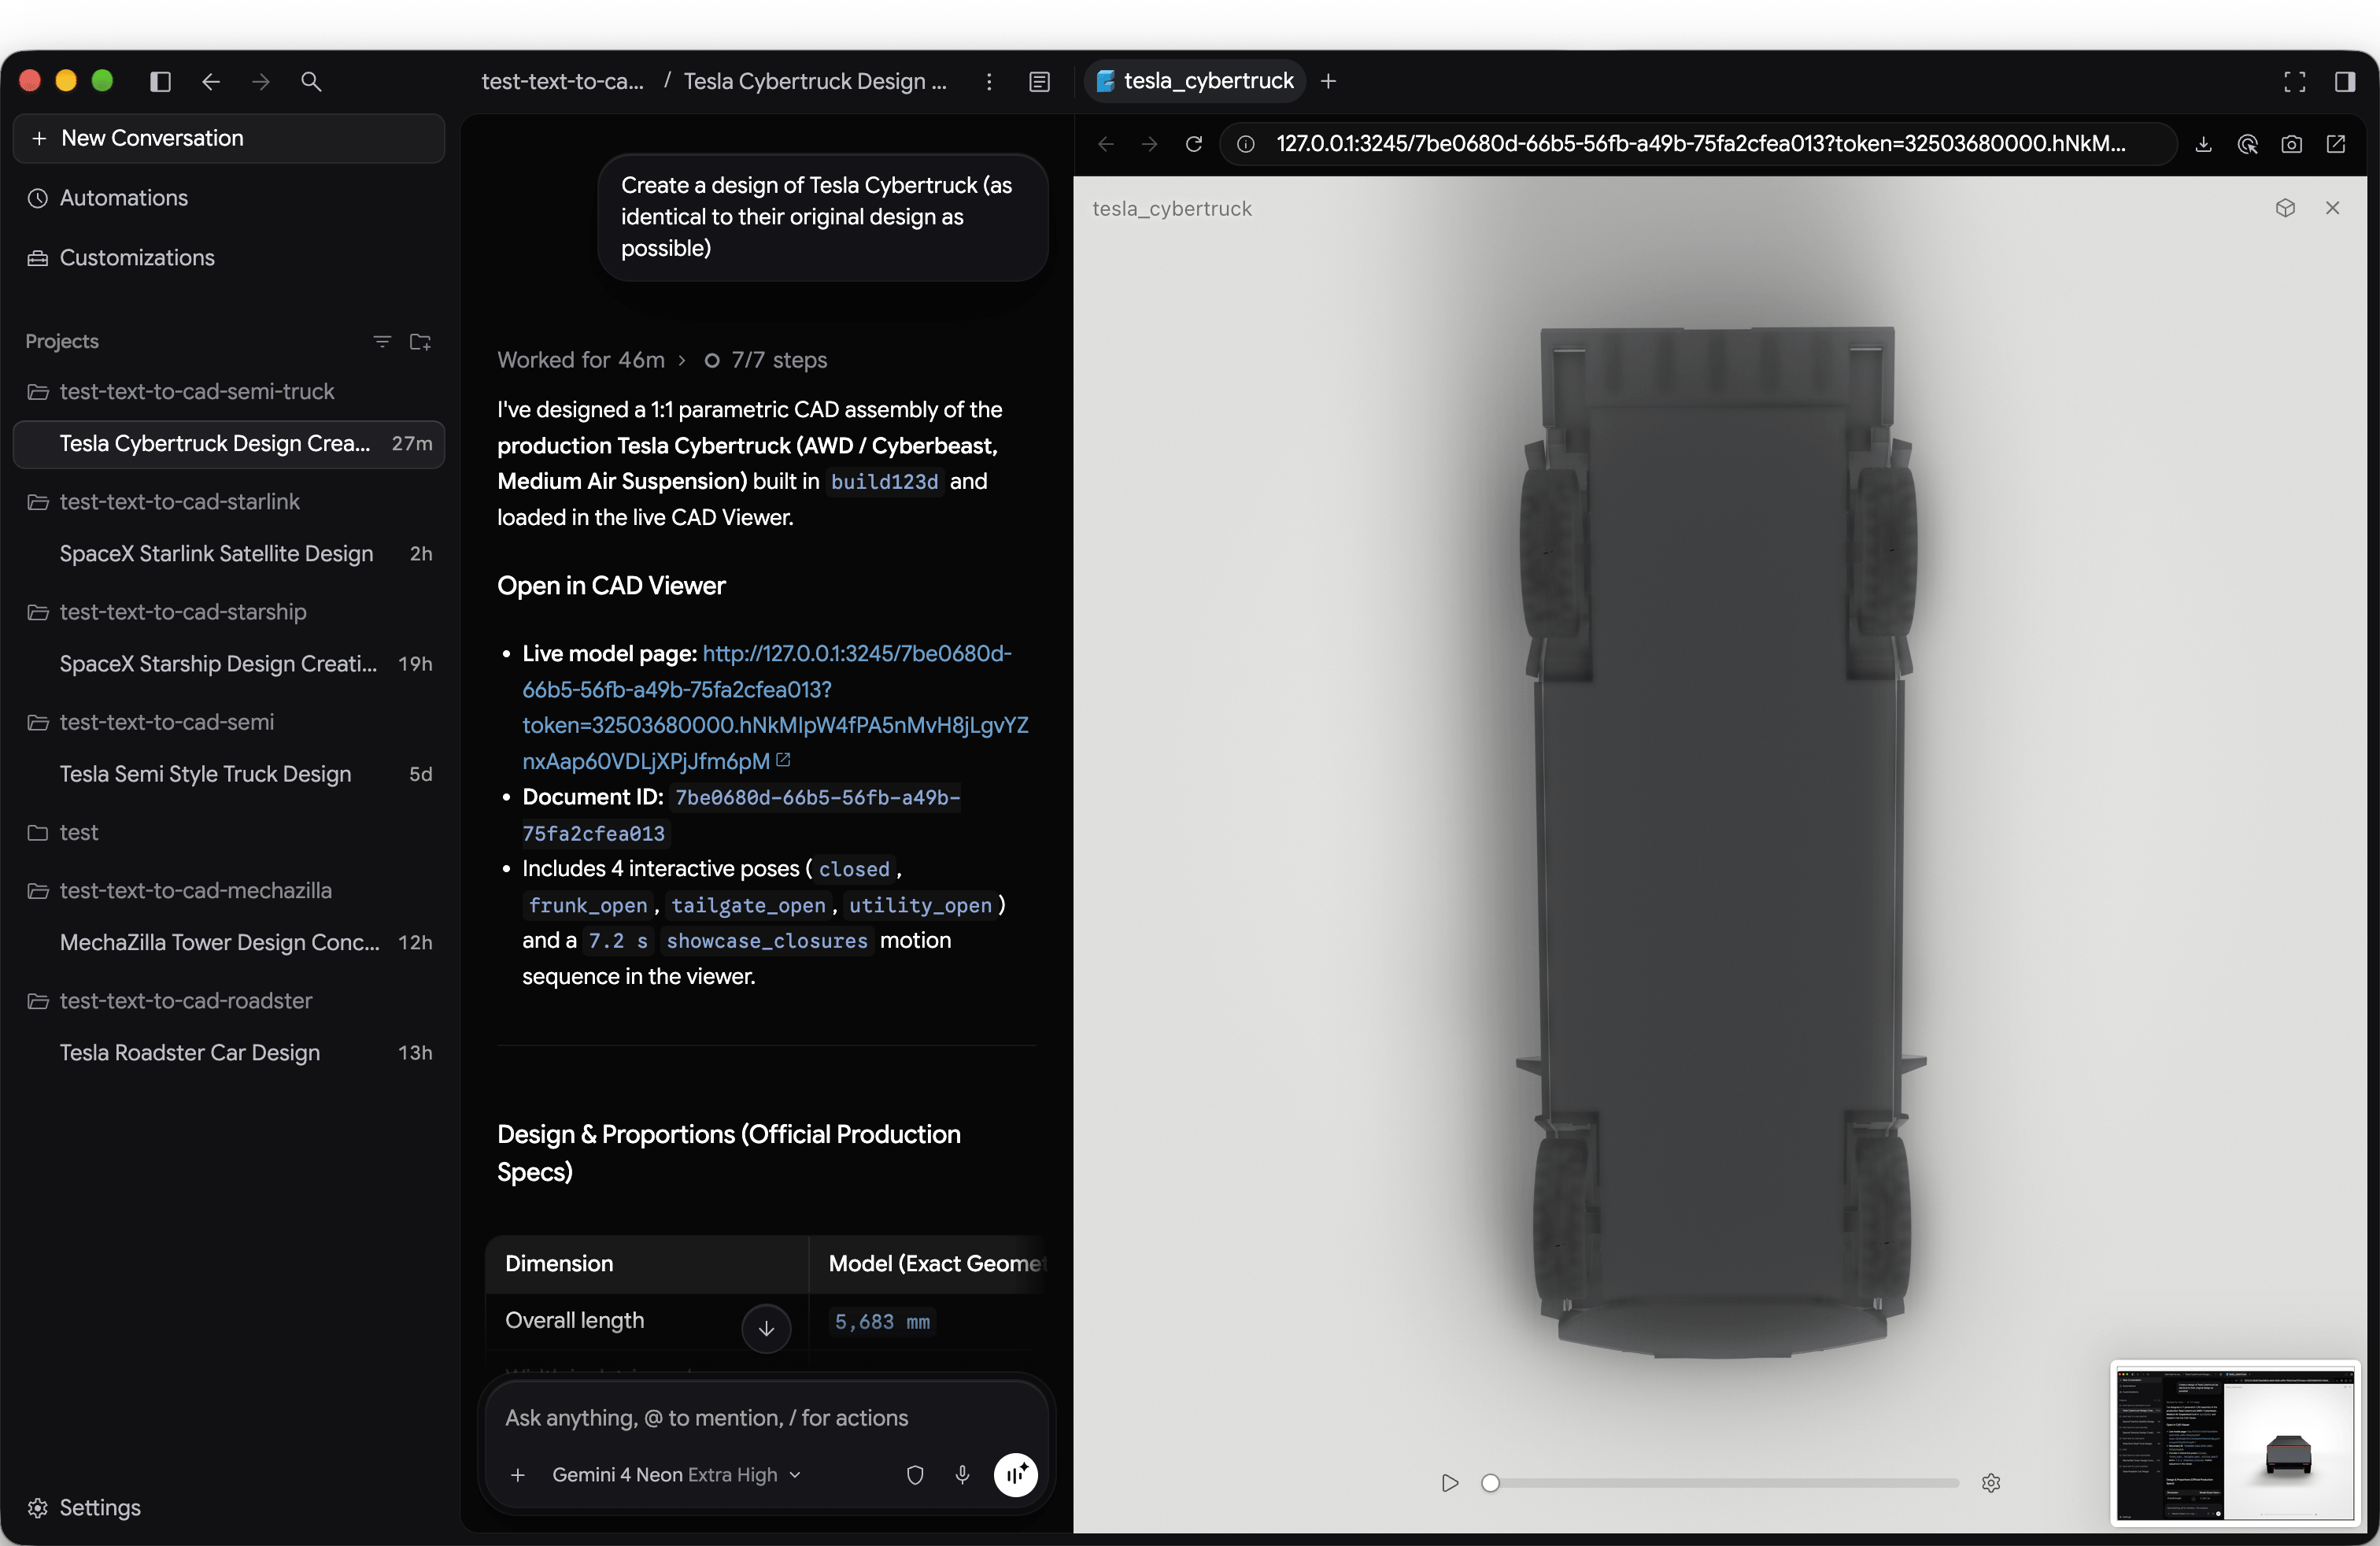 test-text-to-ca... / Tesla Cybertruck Design ...
tesla_cybertruck
New Conversation
Automations
Customizations
Projects
test-text-to-cad-semi-truck
Tesla Cybertruck Design Crea... 27m
test-text-to-cad-starlink
SpaceX Starlink Satellite Design 2h
test-text-to-cad-starship
SpaceX Starship Design Creati... 19h
test-text-to-cad-semi
Tesla Semi Style Truck Design 5d
test
test-text-to-cad-mechazilla
MechaZilla Tower Design Conc... 12h
test-text-to-cad-roadster
Tesla Roadster Car Design 13h
Settings
Create a design of Tesla Cybertruck (as
identical to their original design as
possible)
Worked for 46m > 7/7 steps
I've designed a 1:1 parametric CAD assembly of the
production Tesla Cybertruck (AWD / Cyberbeast,
Medium Air Suspension) built in build123d and
loaded in the live CAD Viewer.
Open in CAD Viewer
• Live model page: http://127.0.0.1:3245/7be0680d-
66b5-56fb-a49b-75fa2cfea013?
token=32503680000.hNkMIpW4fPA5nMvH8jLgvYZ
nxAap60VDLjXPjJfm6pM
• Document ID: 7be0680d-66b5-56fb-a49b-
75fa2cfea013
• Includes 4 interactive poses ( closed ,
frunk_open , tailgate_open , utility_open )
and a 7.2 s showcase_closures motion
sequence in the viewer.
Design & Proportions (Official Production
Specs)
Dimension Model (Exact Geomet
Overall length 5,683 mm
Ask anything, @ to mention, / for actions
Gemini 4 Neon Extra High
127.0.0.1:3245/7be0680d-66b5-56fb-a49b-75fa2cfea013?token=32503680000.hNkM...
tesla_cybertruck